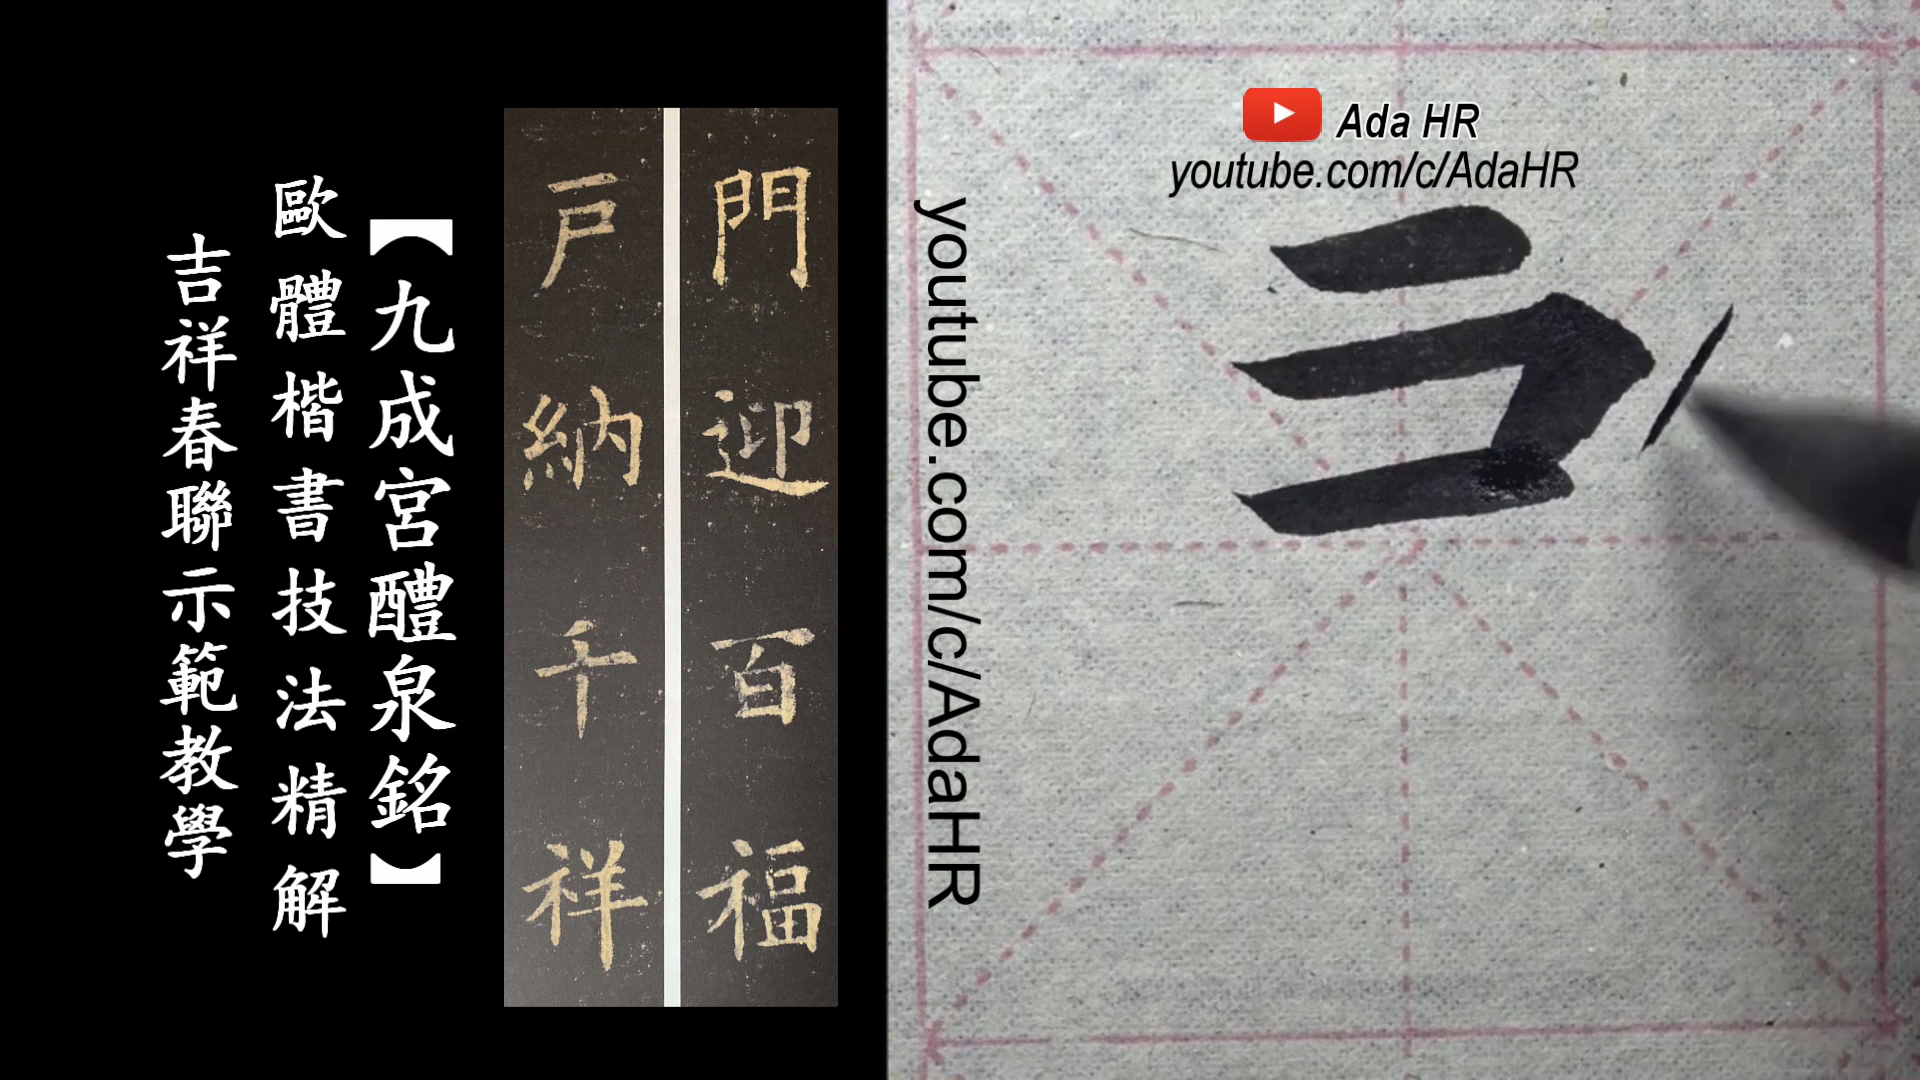 【九成宮醴泉銘】
歐體楷書技法精解
吉祥春聯示範教學
門迎百福
戶納千祥
Ada HR
youtube.com/c/AdaHR
youtube.com/c/AdaHR